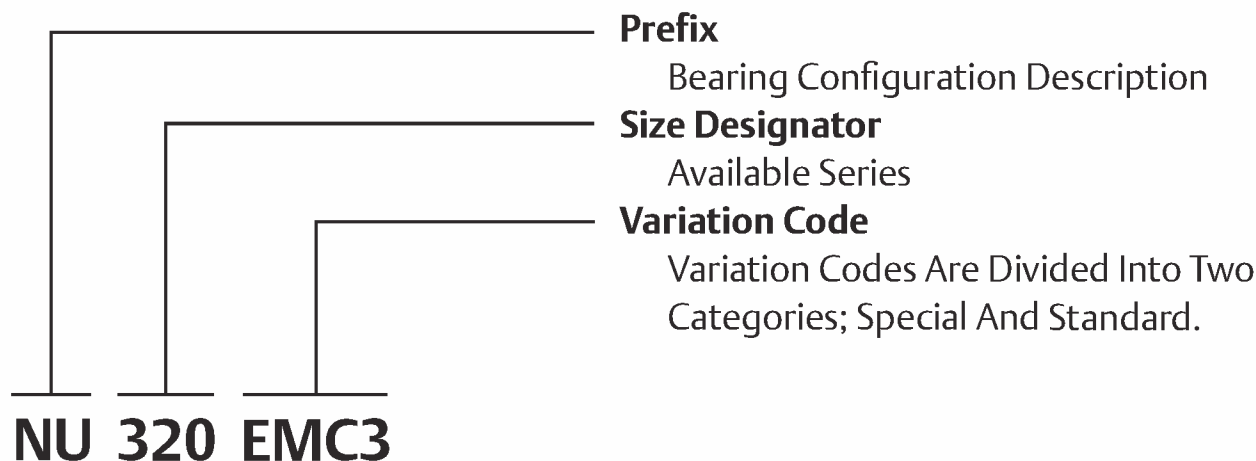 Prefix
Bearing Configuration Description
Size Designator
Available Series
Variation Code
Variation Codes Are Divided Into Two
Categories; Special And Standard.
NU 320 EMC3